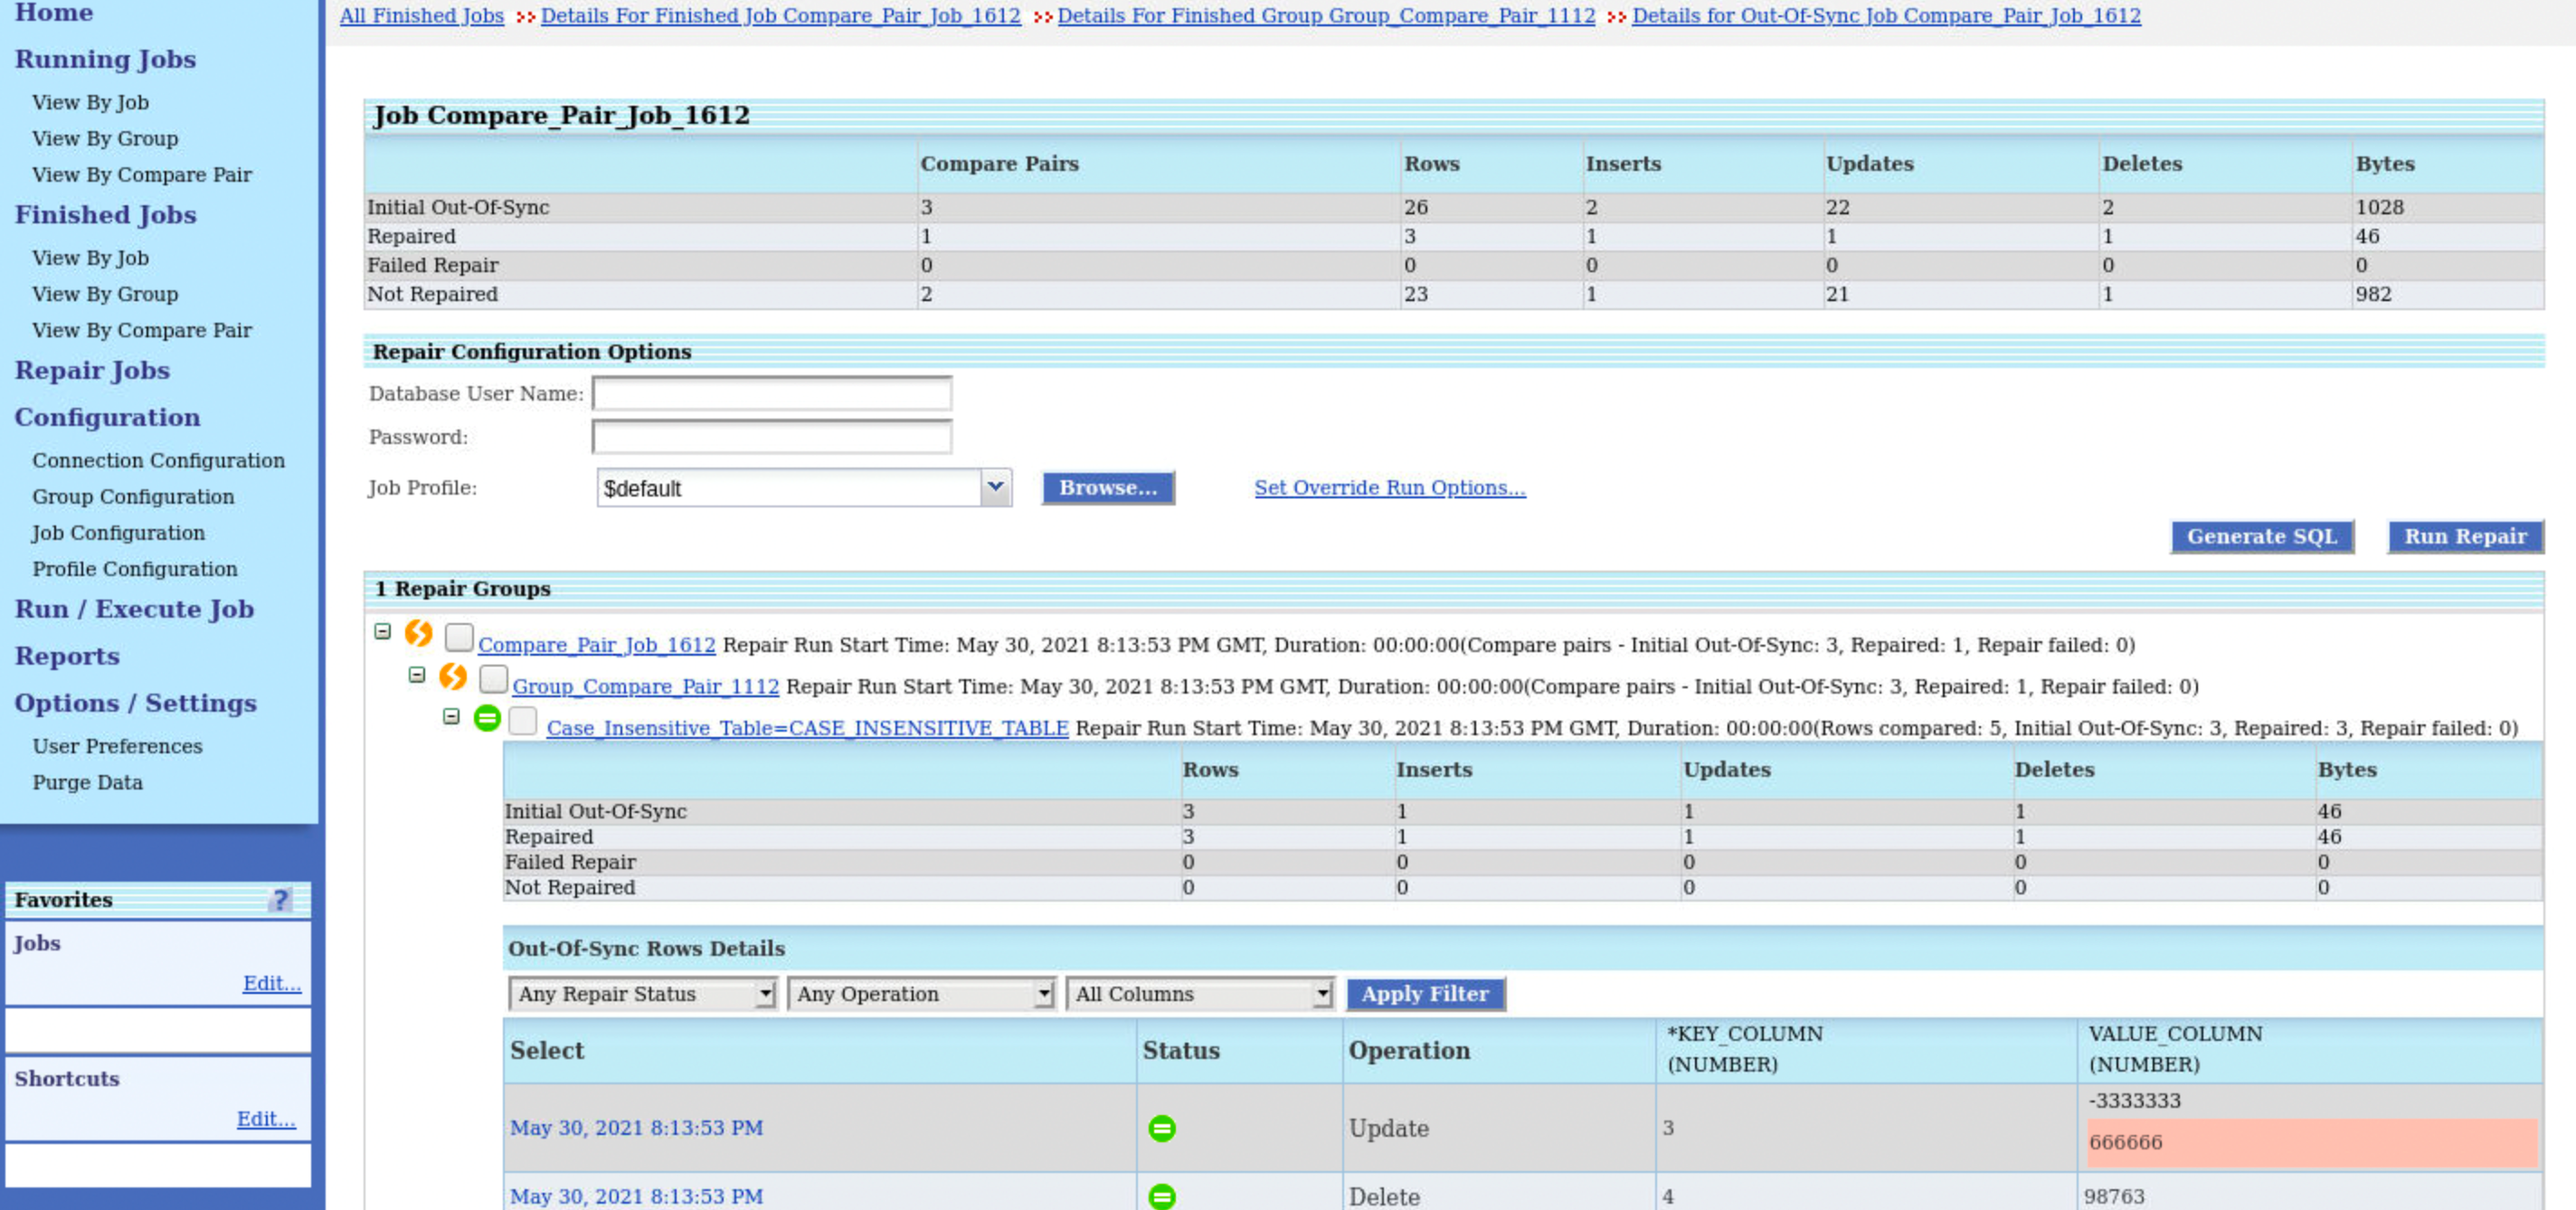 Home
Running Jobs
View By Job
View By Group
View By Compare Pair
Finished Jobs
View By Job
View By Group
View By Compare Pair
Repair Jobs
Configuration
Connection Configuration
Group Configuration
Job Configuration
Profile Configuration
Run / Execute Job
Reports
Options / Settings
User Preferences
Purge Data
Favorites ?
Jobs
Edit...
Shortcuts
Edit...
All Finished Jobs Details For Finished Job Compare_Pair_Job_1612 Details For Finished Group Group_Compare_Pair_1112 Details for Out-Of-Sync Job Compare_Pair_Job_1612
Job Compare_Pair_Job_1612
Compare Pairs Rows Inserts Updates Deletes Bytes
Initial Out-Of-Sync 3 26 2 22 2 1028
Repaired 1 3 1 1 1 46
Failed Repair 0 0 0 0 0 0
Not Repaired 2 23 1 21 1 982
Repair Configuration Options
Database User Name:
Password:
Job Profile: $default Browse... Set Override Run Options...
Generate SQL Run Repair
1 Repair Groups
Compare_Pair_Job_1612 Repair Run Start Time: May 30, 2021 8:13:53 PM GMT, Duration: 00:00:00(Compare pairs - Initial Out-Of-Sync: 3, Repaired: 1, Repair failed: 0)
Group_Compare_Pair_1112 Repair Run Start Time: May 30, 2021 8:13:53 PM GMT, Duration: 00:00:00(Compare pairs - Initial Out-Of-Sync: 3, Repaired: 1, Repair failed: 0)
Case_Insensitive_Table=CASE_INSENSITIVE_TABLE Repair Run Start Time: May 30, 2021 8:13:53 PM GMT, Duration: 00:00:00(Rows compared: 5, Initial Out-Of-Sync: 3, Repaired: 3, Repair failed: 0)
Rows Inserts Updates Deletes Bytes
Initial Out-Of-Sync 3 1 1 1 46
Repaired 3 1 1 1 46
Failed Repair 0 0 0 0 0
Not Repaired 0 0 0 0 0
Out-Of-Sync Rows Details
Any Repair Status Any Operation All Columns Apply Filter
Select Status Operation *KEY_COLUMN (NUMBER) VALUE_COLUMN (NUMBER)
May 30, 2021 8:13:53 PM Update 3 -3333333
666666
May 30, 2021 8:13:53 PM Delete 4 98763